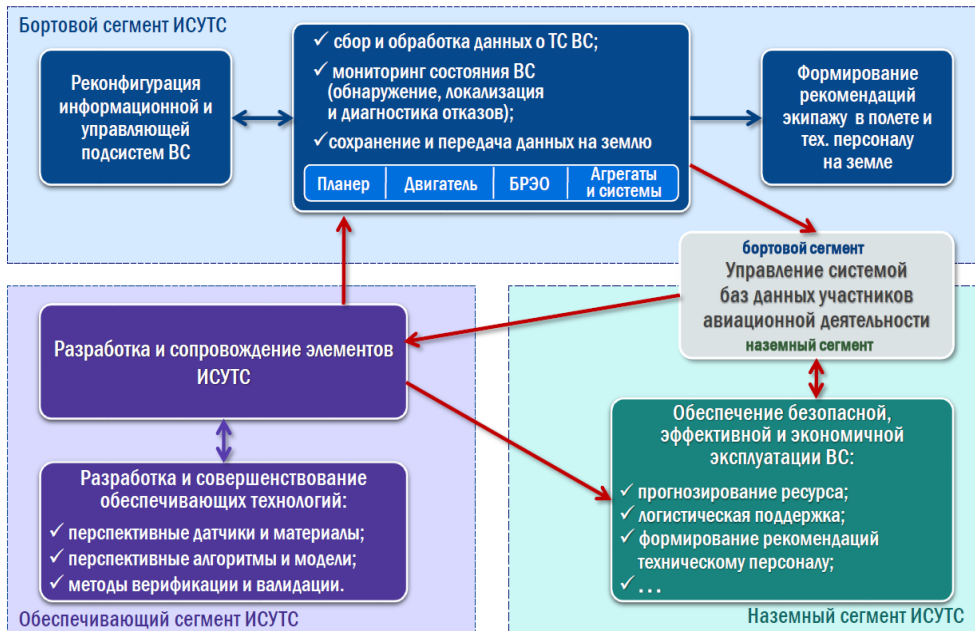 Бортовой сегмент ИСУТС
Реконфигурация
информационной и
управляющей
подсистем ВС
✓ сбор и обработка данных о ТС ВС;
✓ мониторинг состояния ВС
(обнаружение, локализация
и диагностика отказов);
✓ сохранение и передача данных на землю
Планер
Двигатель
БРЭО
Агрегаты
и системы
Формирование
рекомендаций
экипажу в полете и
тех. персоналу
на земле
бортовой сегмент
Управление системой
баз данных участников
авиационной деятельности
наземный сегмент
Разработка и сопровождение элементов
ИСУТС
Разработка и совершенствование
обеспечивающих технологий:
✓ перспективные датчики и материалы;
✓ перспективные алгоритмы и модели;
✓ методы верификации и валидации.
Обеспечивающий сегмент ИСУТС
Обеспечение безопасной,
эффективной и экономичной
эксплуатации ВС:
✓ прогнозирование ресурса;
✓ логистическая поддержка;
✓ формирование рекомендаций
техническому персоналу;
✓ ...
Наземный сегмент ИСУТС